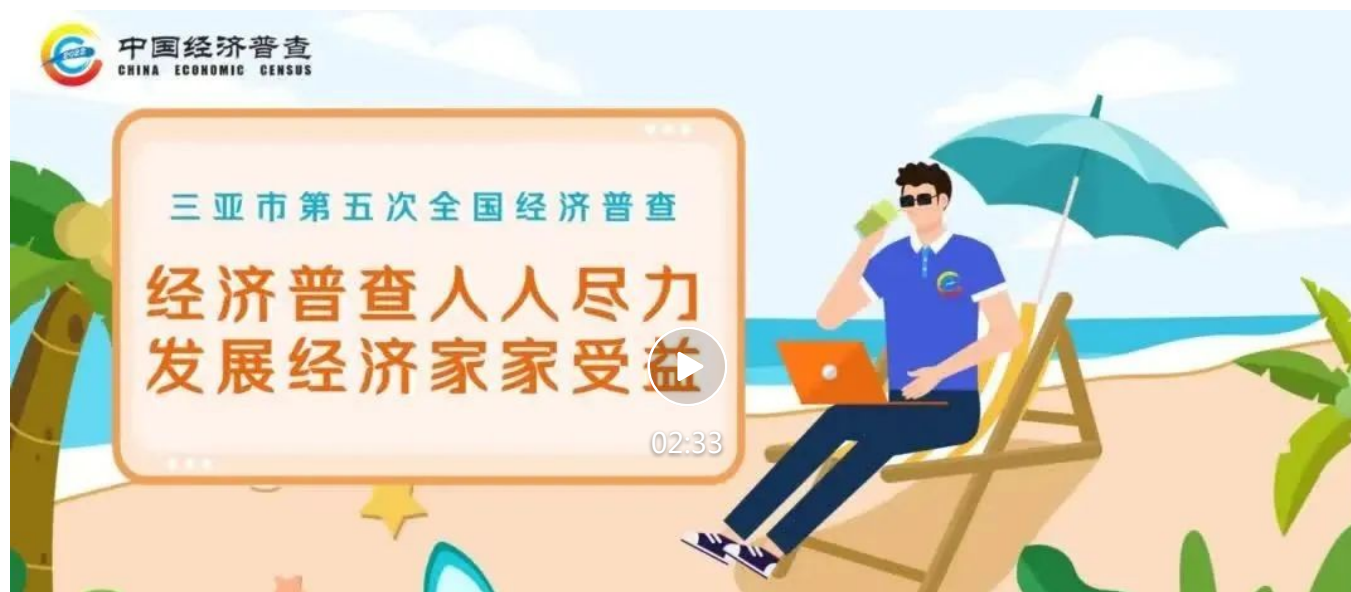 中国经济普查
CHINA ECONOMIC CENSUS
三亚市第五次全国经济普查
经济普查人人尽力
发展经济家家受益
02:33